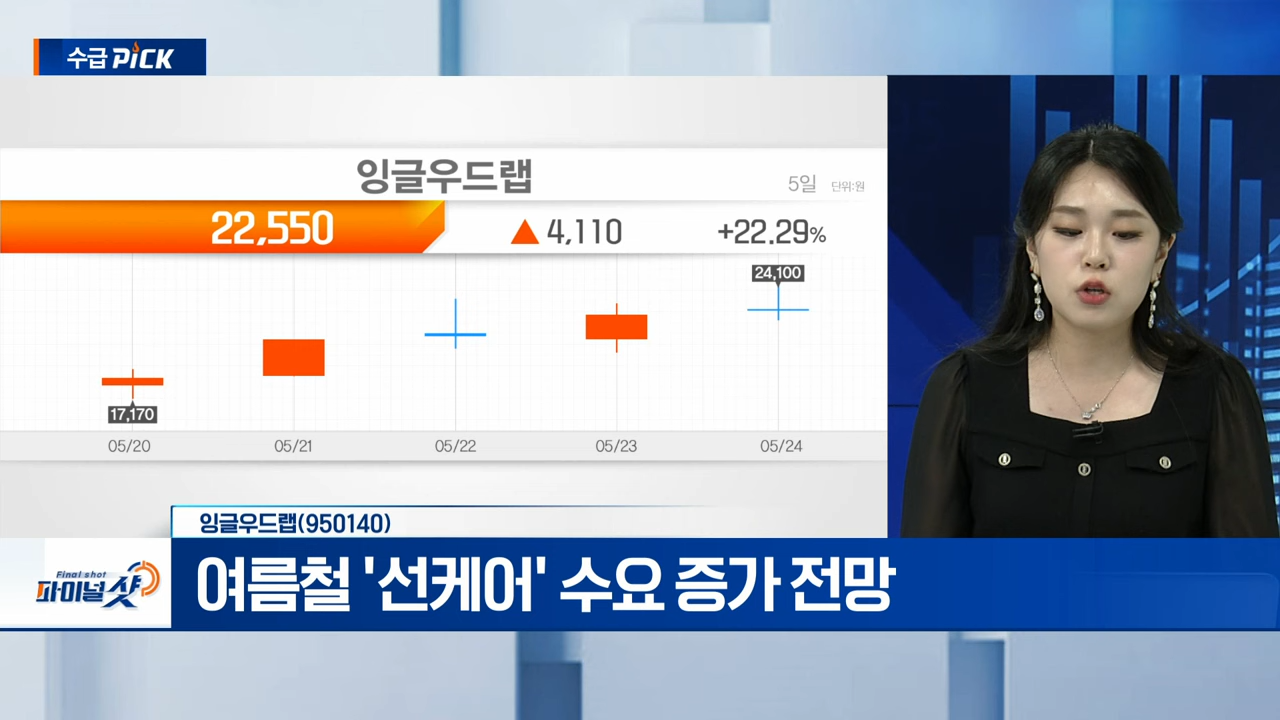 수급 PiCK
잉글우드랩
5일 단위:원
22,550 ▲ 4,110 +22.29%
24,100
17,170
05/20 05/21 05/22 05/23 05/24
잉글우드랩(950140)
Final shot
파이널샷
여름철 '선케어' 수요 증가 전망